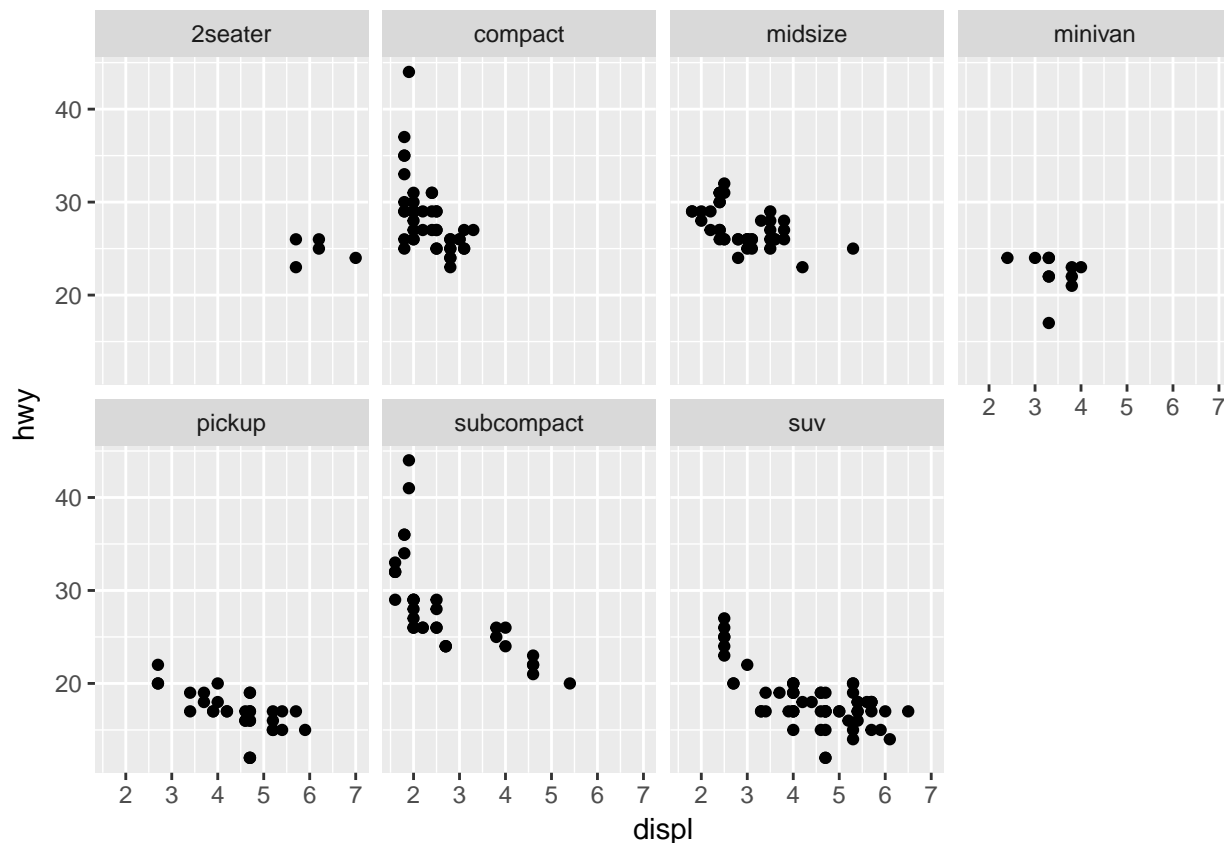 2seater compact midsize minivan
40
30
20
2 3 4 5 6 7
hwy
pickup subcompact suv
40
30
20
2 3 4 5 6 7 2 3 4 5 6 7 2 3 4 5 6 7
displ